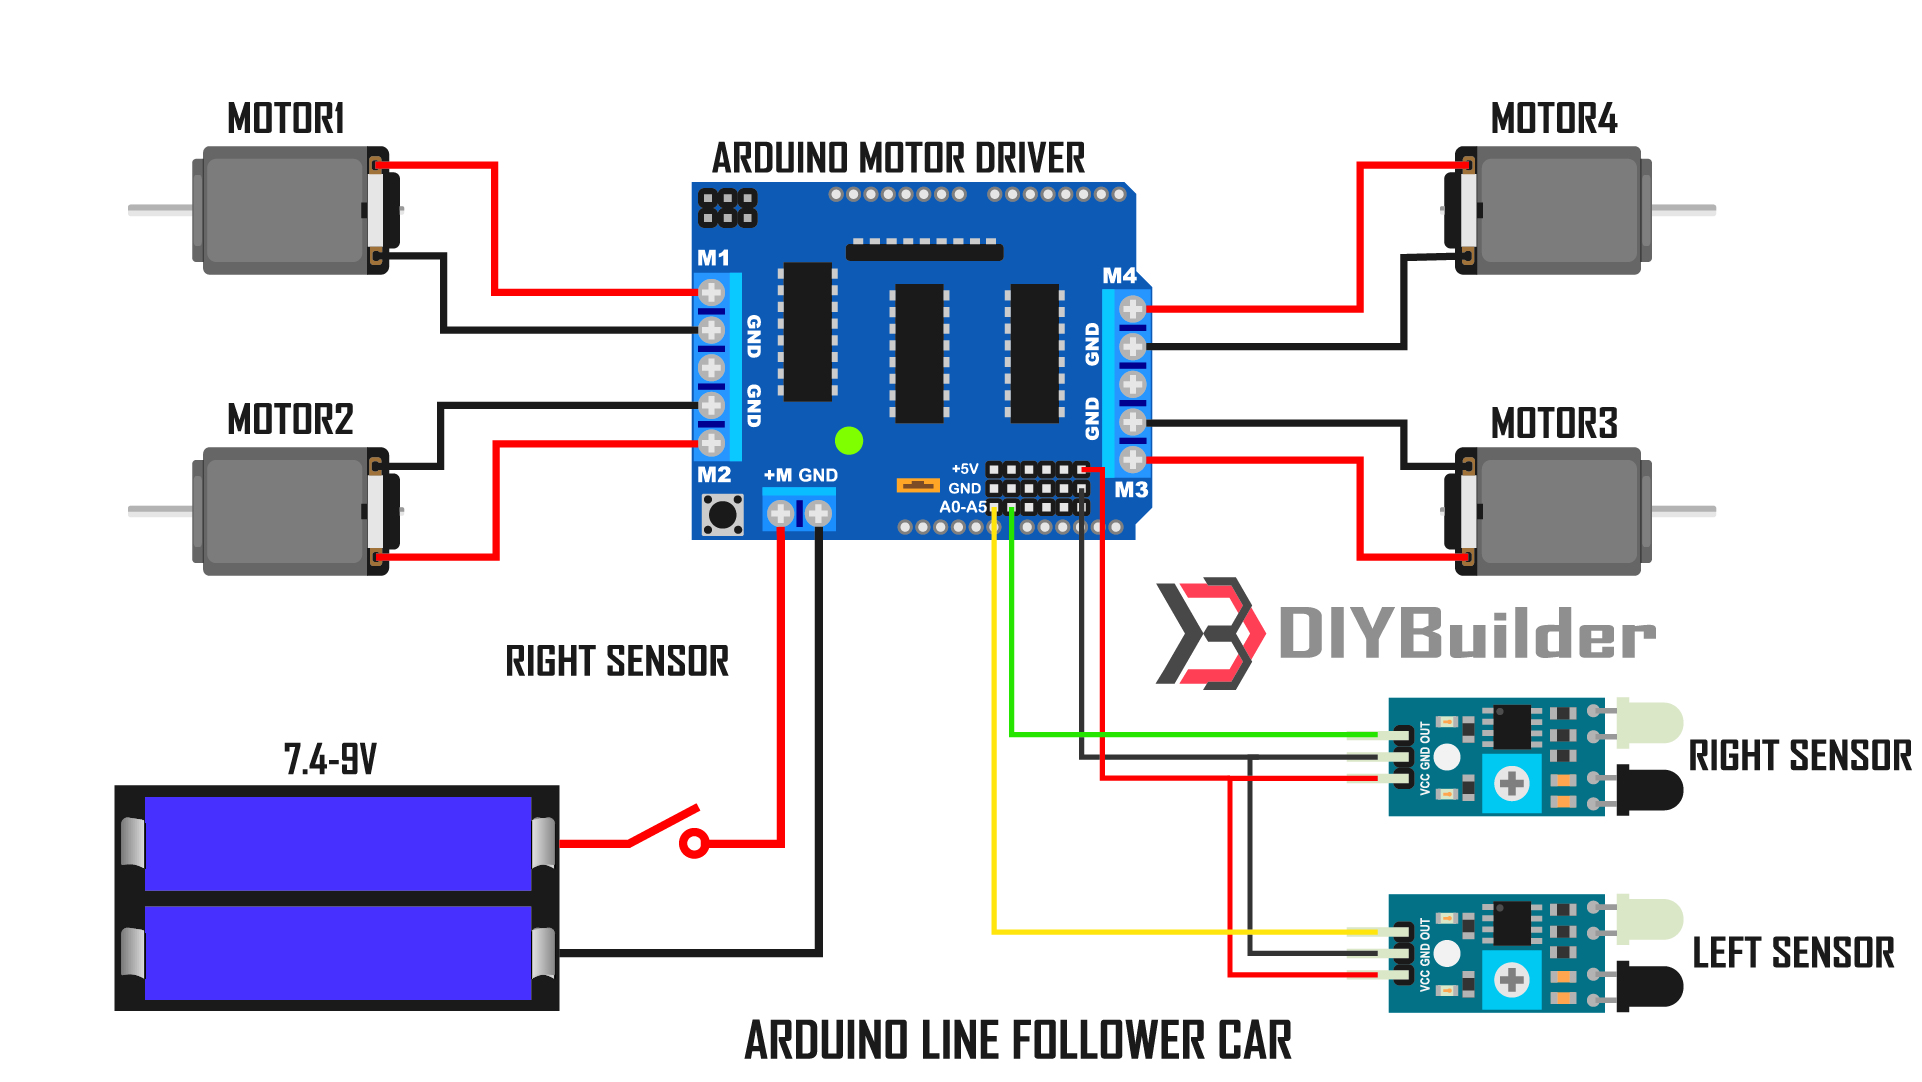 MOTOR1
MOTOR4
ARDUINO MOTOR DRIVER
M1
M4
GND
GND
GND
GND
MOTOR2
MOTOR3
M2
+M GND
+5V
GND
A0-A5
M3
DIYBuilder
RIGHT SENSOR
VCC GND OUT
RIGHT SENSOR
7.4-9V
VCC GND OUT
LEFT SENSOR
ARDUINO LINE FOLLOWER CAR